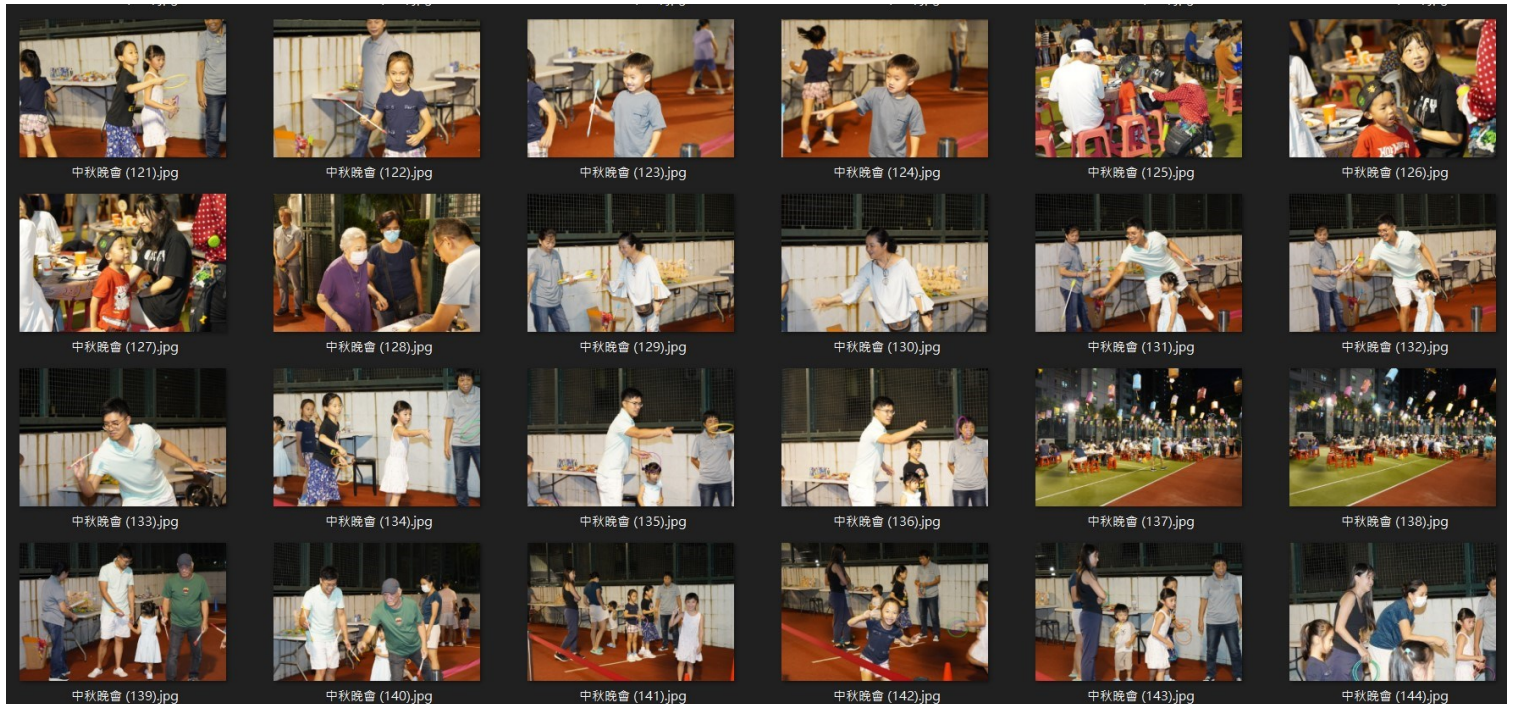 中秋晚會 (121).jpg
中秋晚會 (122).jpg
中秋晚會 (123).jpg
中秋晚會 (124).jpg
中秋晚會 (125).jpg
中秋晚會 (126).jpg
中秋晚會 (127).jpg
中秋晚會 (128).jpg
中秋晚會 (129).jpg
中秋晚會 (130).jpg
中秋晚會 (131).jpg
中秋晚會 (132).jpg
中秋晚會 (133).jpg
中秋晚會 (134).jpg
中秋晚會 (135).jpg
中秋晚會 (136).jpg
中秋晚會 (137).jpg
中秋晚會 (138).jpg
中秋晚會 (139).jpg
中秋晚會 (140).jpg
中秋晚會 (141).jpg
中秋晚會 (142).jpg
中秋晚會 (143).jpg
中秋晚會 (144).jpg